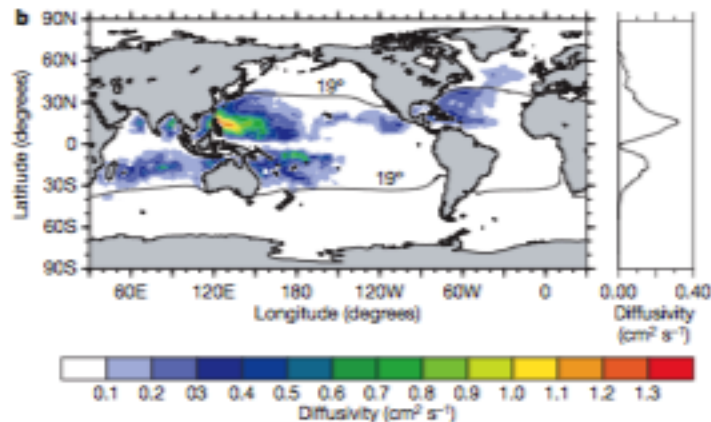 b
90N
60N
30N
0
30S
60S
90S
Latitude (degrees)
19º
19º
60E 120E 180 120W 60W 0
Longitude (degrees)
0.00 0.40
Diffusivity
(cm² s⁻¹)
0.1 0.2 03 0.4 0.5 0.6 0.7 0.8 0.9 1.0 1.1 1.2 1.3
Diffusivity (cm² s⁻¹)